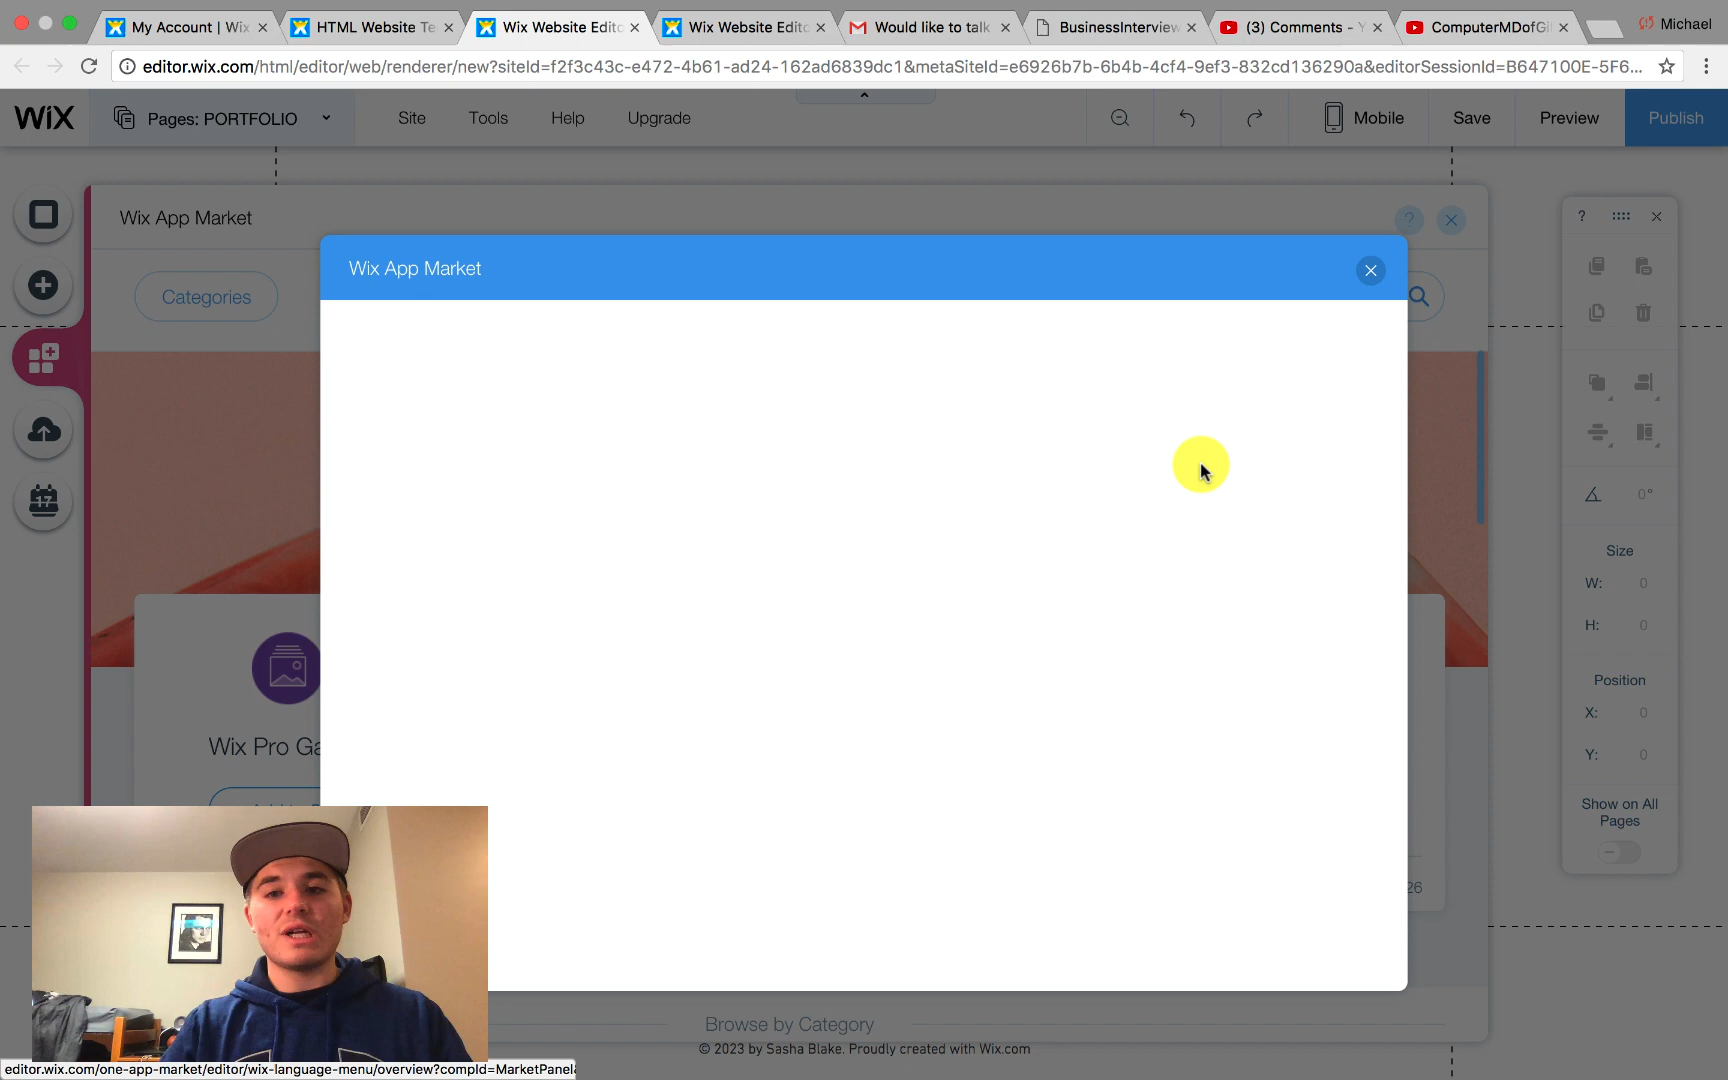 My Account | Wix
HTML Website Te
Wix Website Edito
Wix Website Edito
Would like to talk
BusinessInterview
(3) Comments - Y
ComputerMDofGil
Michael
editor.wix.com/html/editor/web/renderer/new?siteId=f2f3c43c-e472-4b61-ad24-162ad6839dc1&metaSiteId=e6926b7b-6b4b-4cf4-9ef3-832cd136290a&editorSessionId=B647100E-5F6...
WiX
Pages: PORTFOLIO
Site
Tools
Help
Upgrade
Mobile
Save
Preview
Publish
Wix App Market
?
Wix App Market
Categories
17
Wix Pro Ga
26
Browse by Category
© 2023 by Sasha Blake. Proudly created with Wix.com
?
0°
Size
W: 0
H: 0
Position
X: 0
Y: 0
Show on All
Pages
editor.wix.com/one-app-market/editor/wix-language-menu/overview?compId=MarketPanel